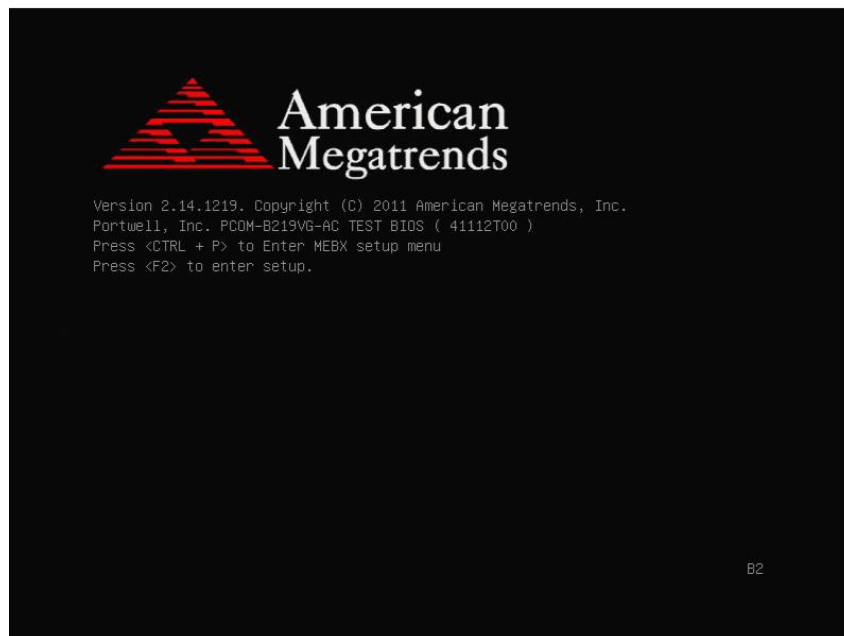 American
Megatrends
Version 2.14.1219. Copyright (C) 2011 American Megatrends, Inc.
Portwell, Inc. PCOM-B219VG-AC TEST BIOS ( 41112T00 )
Press <CTRL + P> to Enter MEBX setup menu
Press <F2> to enter setup.
B2